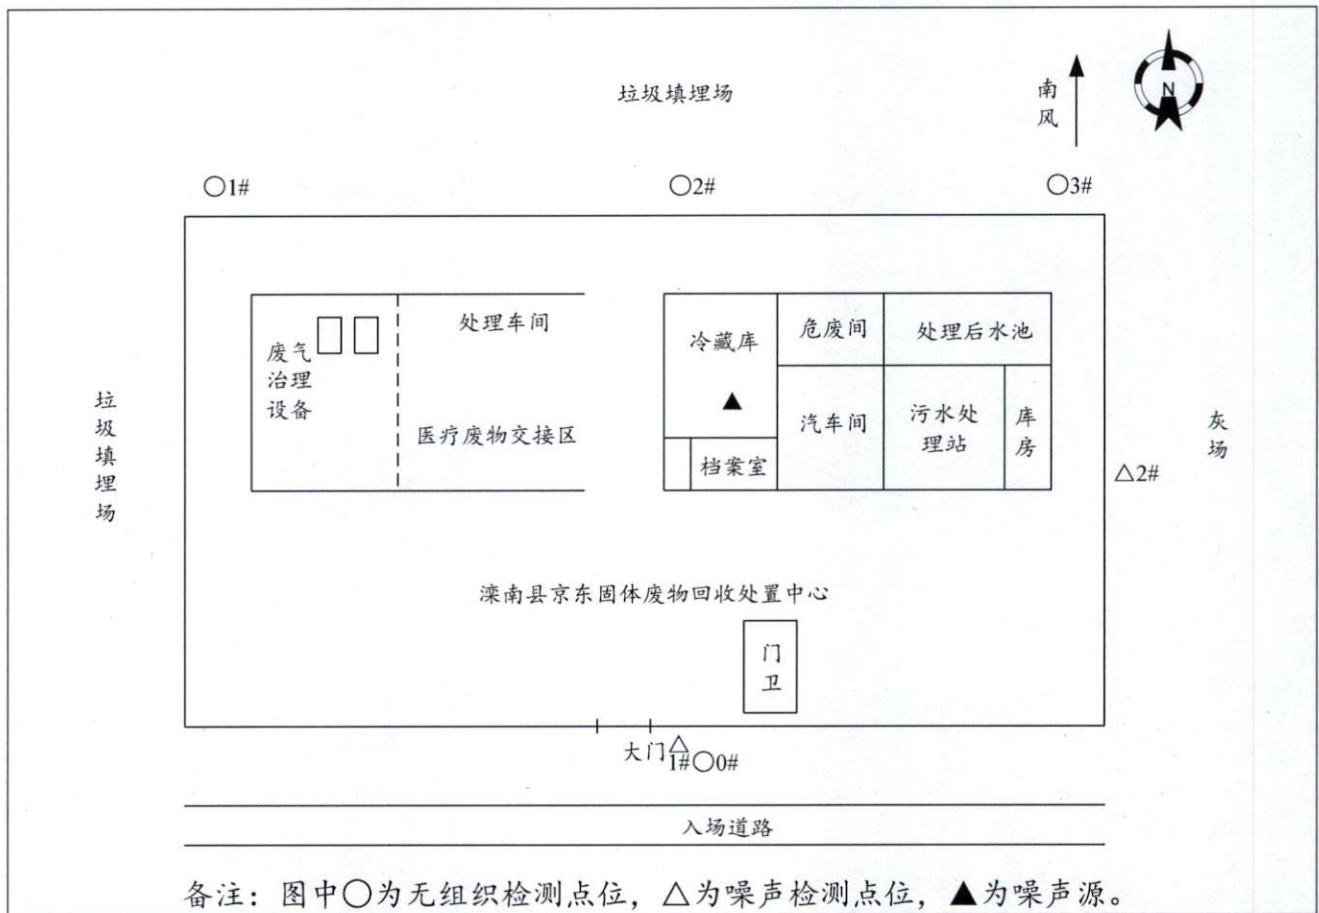 垃圾填埋场
南风
N
○1#
○2#
○3#
废气
治理
设备
处理车间
医疗废物交接区
冷藏库
▲
档案室
危废间
汽车间
处理后水池
污水处
理站
库房
垃圾填埋场
灰场
△2#
滦南县京东固体废物回收处置中心
门卫
大门
△
1#○0#
入场道路
备注：图中○为无组织检测点位，△为噪声检测点位，▲为噪声源。